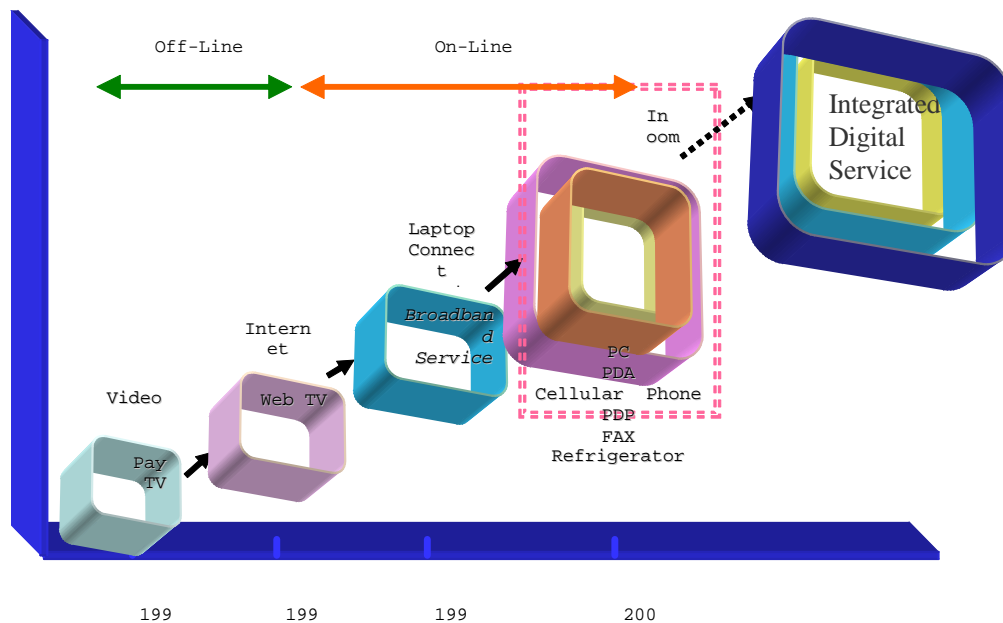 Off-Line
On-Line
In
oom
Integrated
Digital
Service
Laptop
Connec
t
Broadban
d
Service
Intern
et
Web TV
Video
Pay
TV
PC
PDA
Cellular Phone
PDP
FAX
Refrigerator
199
199
199
200